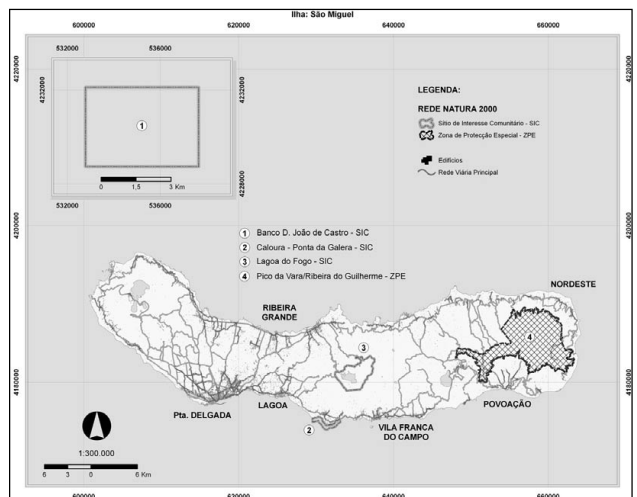 Ilha: São Miguel
600000 620000 640000 660000
532000 536000
4220000
4220000
4232000
4232000
1
0 1,5 3 Km
4228000
532000 536000
LEGENDA:
REDE NATURA 2000
Sítio de Interesse Comunitário - SIC
Zona de Protecção Especial - ZPE
Edifícios
Rede Viária Principal
4200000
4200000
1 Banco D. João de Castro - SIC
2 Caloura - Ponta da Galera - SIC
3 Lagoa do Fogo - SIC
4 Pico da Vara/Ribeira do Guilherme - ZPE
NORDESTE
RIBEIRA
GRANDE
3
4
4180000
4180000
Pta. DELGADA
LAGOA
POVOAÇÃO
2
VILA FRANCA
DO CAMPO
1:300.000
6 3 0 6 Km
600000 620000 640000 660000